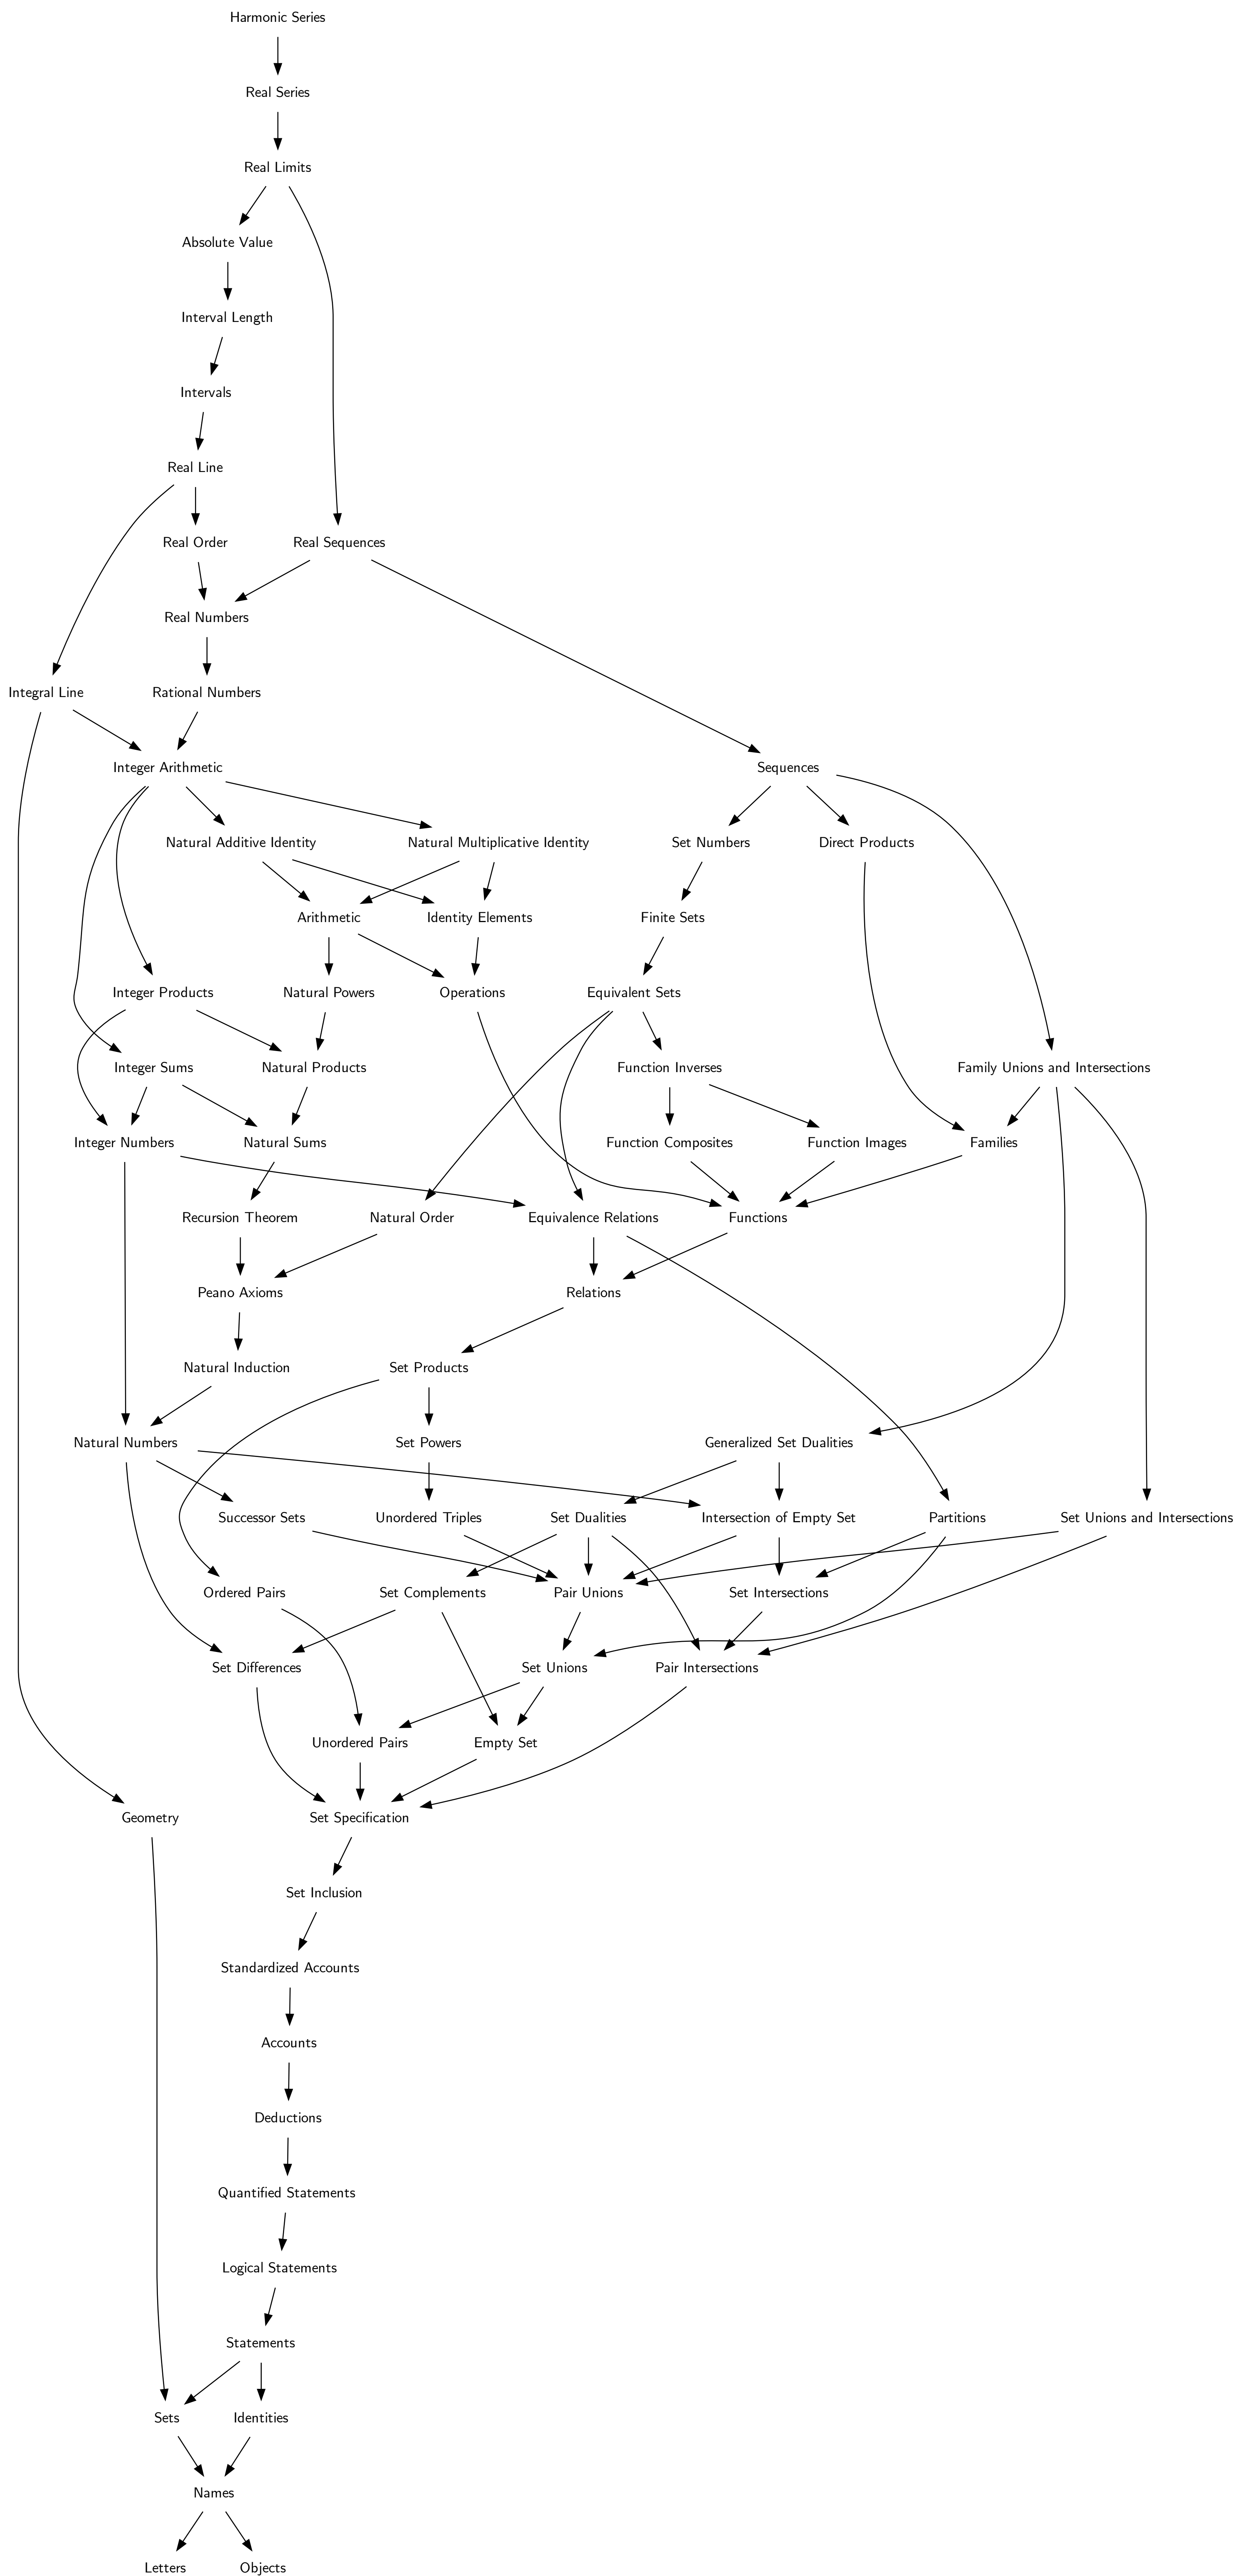 Harmonic Series
Real Series
Real Limits
Absolute Value
Interval Length
Intervals
Real Line
Real Order
Real Sequences
Real Numbers
Integral Line
Rational Numbers
Integer Arithmetic
Sequences
Natural Additive Identity
Natural Multiplicative Identity
Set Numbers
Direct Products
Arithmetic
Identity Elements
Finite Sets
Integer Products
Natural Powers
Operations
Equivalent Sets
Integer Sums
Natural Products
Function Inverses
Family Unions and Intersections
Integer Numbers
Natural Sums
Function Composites
Function Images
Families
Recursion Theorem
Natural Order
Equivalence Relations
Functions
Peano Axioms
Relations
Natural Induction
Set Products
Natural Numbers
Set Powers
Generalized Set Dualities
Successor Sets
Unordered Triples
Set Dualities
Intersection of Empty Set
Partitions
Set Unions and Intersections
Ordered Pairs
Set Complements
Pair Unions
Set Intersections
Set Differences
Set Unions
Pair Intersections
Unordered Pairs
Empty Set
Geometry
Set Specification
Set Inclusion
Standardized Accounts
Accounts
Deductions
Quantified Statements
Logical Statements
Statements
Sets
Identities
Names
Letters
Objects